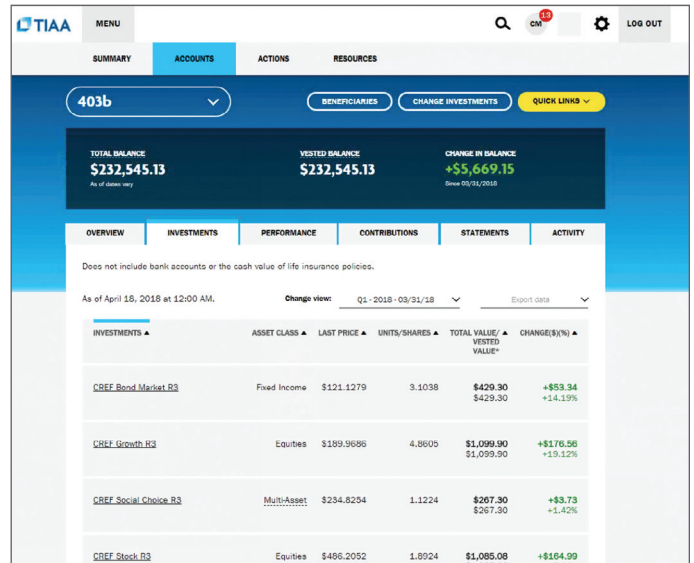 TIAA
MENU
CM
13
LOG OUT
SUMMARY ACCOUNTS ACTIONS RESOURCES
403b BENEFICIARIES CHANGE INVESTMENTS QUICK LINKS
TOTAL BALANCE VESTED BALANCE CHANGE IN BALANCE
$232,545.13 $232,545.13 +$5,669.15
As of dates vary Since 03/31/2018
OVERVIEW INVESTMENTS PERFORMANCE CONTRIBUTIONS STATEMENTS ACTIVITY
Does not include bank accounts or the cash value of life insurance policies.
As of April 18, 2018 at 12:00 AM. Change view: Q1 - 2018 - 03/31/18 Export data
INVESTMENTS ▲ ASSET CLASS ▲ LAST PRICE ▲ UNITS/SHARES ▲ TOTAL VALUE/ ▲ CHANGE($)(%) ▲
VESTED
VALUE*
CREF Bond Market R3 Fixed Income $121.1279 3.1038 $429.30 +$53.34
$429.30 +14.19%
CREF Growth R3 Equities $189.9686 4.8605 $1,099.90 +$176.56
$1,099.90 +19.12%
CREF Social Choice R3 Multi-Asset $234.8254 1.1224 $267.30 +$3.73
$267.30 +1.42%
CREF Stock R3 Equities $486.2052 1.8924 $1,085.08 +$164.99